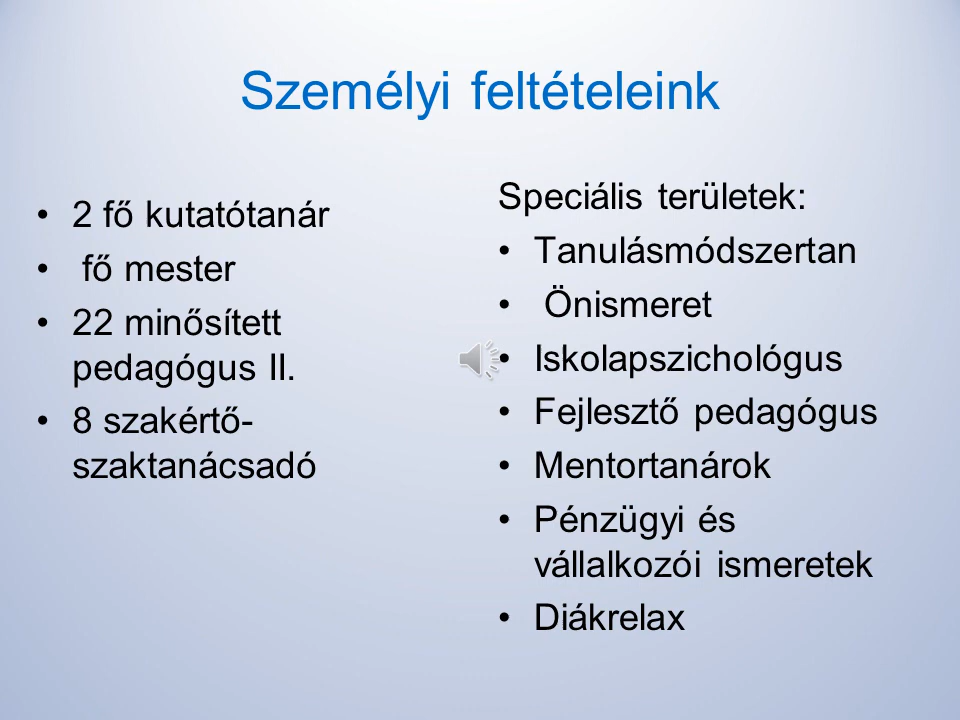 Személyi feltételeink
• 2 fő kutatótanár
• fő mester
• 22 minősített
pedagógus II.
• 8 szakértő-
szaktanácsadó
Speciális területek:
• Tanulásmódszertan
• Önismeret
• Iskolapszichológus
• Fejlesztő pedagógus
• Mentortanárok
• Pénzügyi és
vállalkozói ismeretek
• Diákrelax